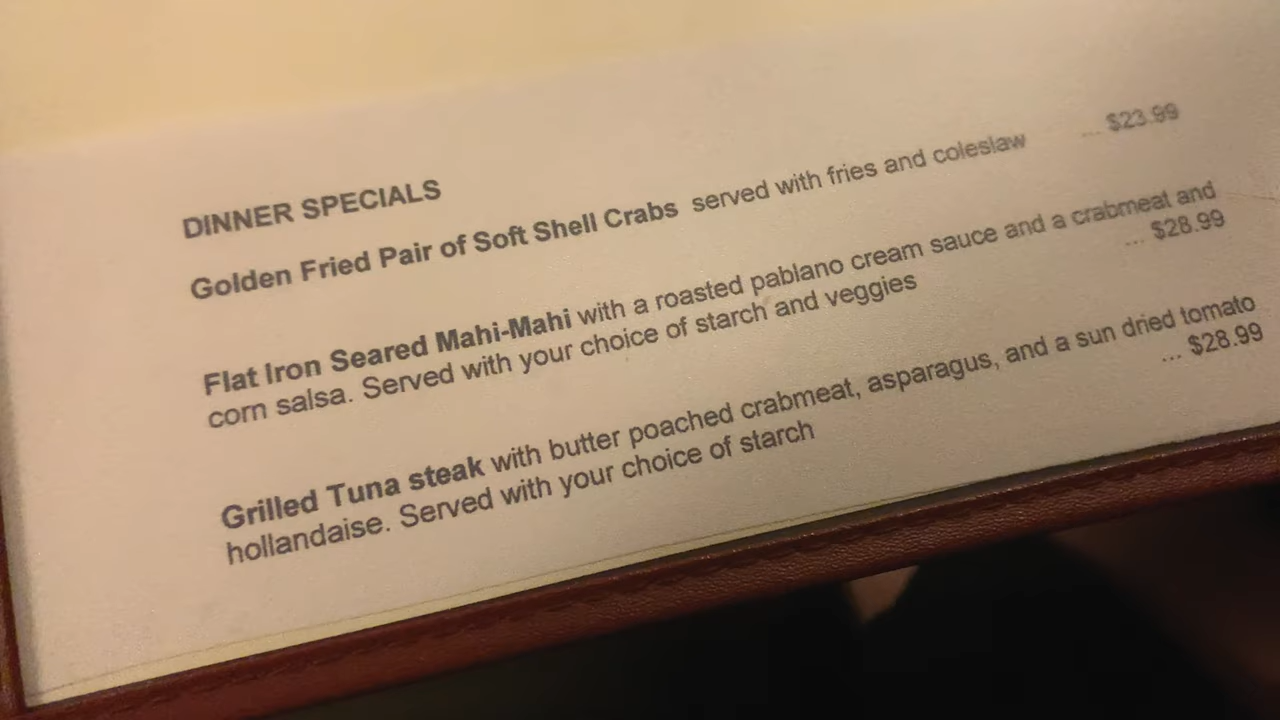 DINNER SPECIALS
Golden Fried Pair of Soft Shell Crabs served with fries and coleslaw ... $23.99
Flat Iron Seared Mahi-Mahi with a roasted pablano cream sauce and a crabmeat and
corn salsa. Served with your choice of starch and veggies ... $28.99
Grilled Tuna steak with butter poached crabmeat, asparagus, and a sun dried tomato
hollandaise. Served with your choice of starch ... $28.99